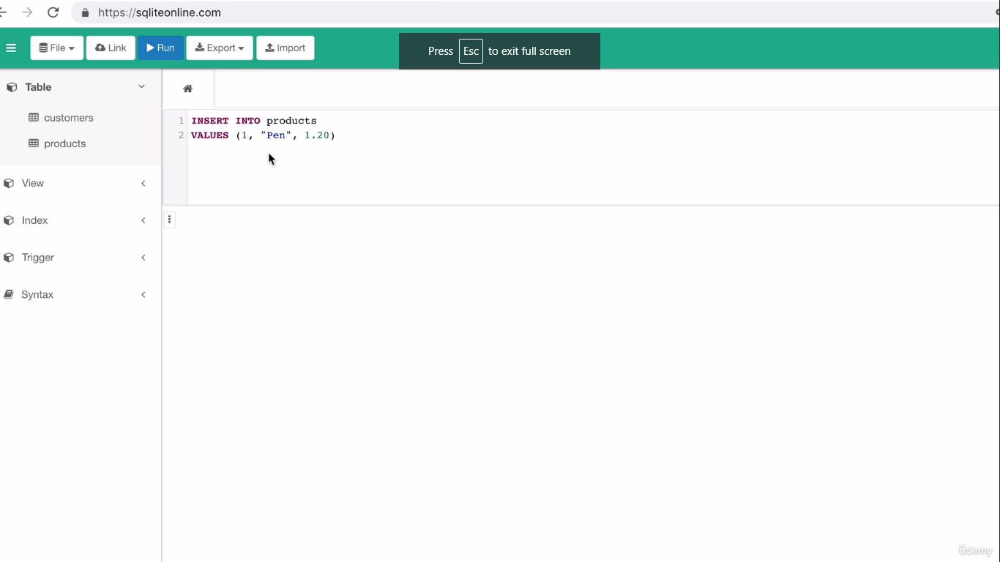 https://sqliteonline.com
File Link Run Export Import
Press Esc to exit full screen
Table
customers
products
View
Index
Trigger
Syntax
1 INSERT INTO products
2 VALUES (1, "Pen", 1.20)
ûdemy